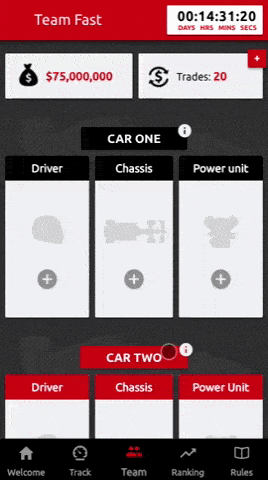 Team Fast
00:14:31:20
DAYS HRS MINS SECS
$75,000,000
Trades: 20
+
CAR ONE
i
Driver Chassis Power unit
CAR TWO
i
Driver Chassis Power Unit
Welcome Track Team Ranking Rules